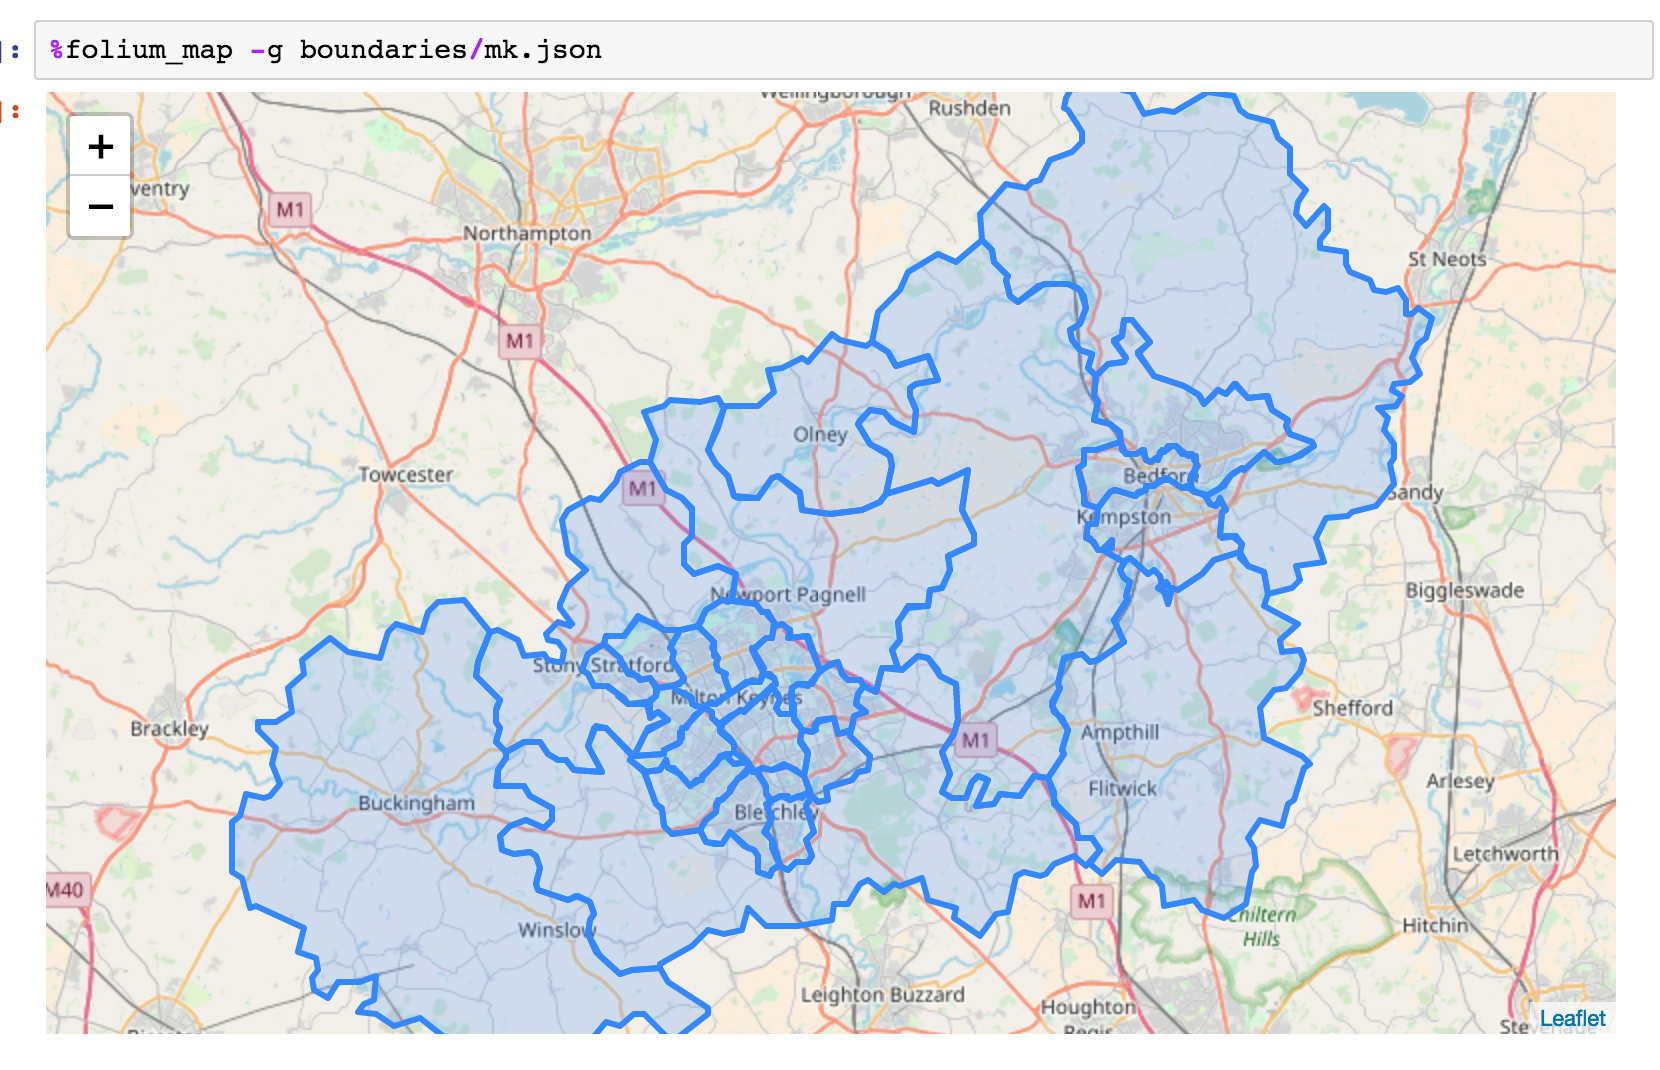 ]: %folium_map -g boundaries/mk.json
]:
+
−
Wellingborough
Rushden
ventry
M1
Northampton
St Neots
M1
Olney
Towcester
M1
Bedford
Sandy
Kempston
Newport Pagnell
Biggleswade
Stony Stratford
Milton Keynes
Brackley
Shefford
Ampthill
M1
Arlesey
Flitwick
Buckingham
Bletchley
Letchworth
M40
M1
Chiltern
Hills
Hitchin
Winslow
Leighton Buzzard
Houghton
Regis
Leaflet